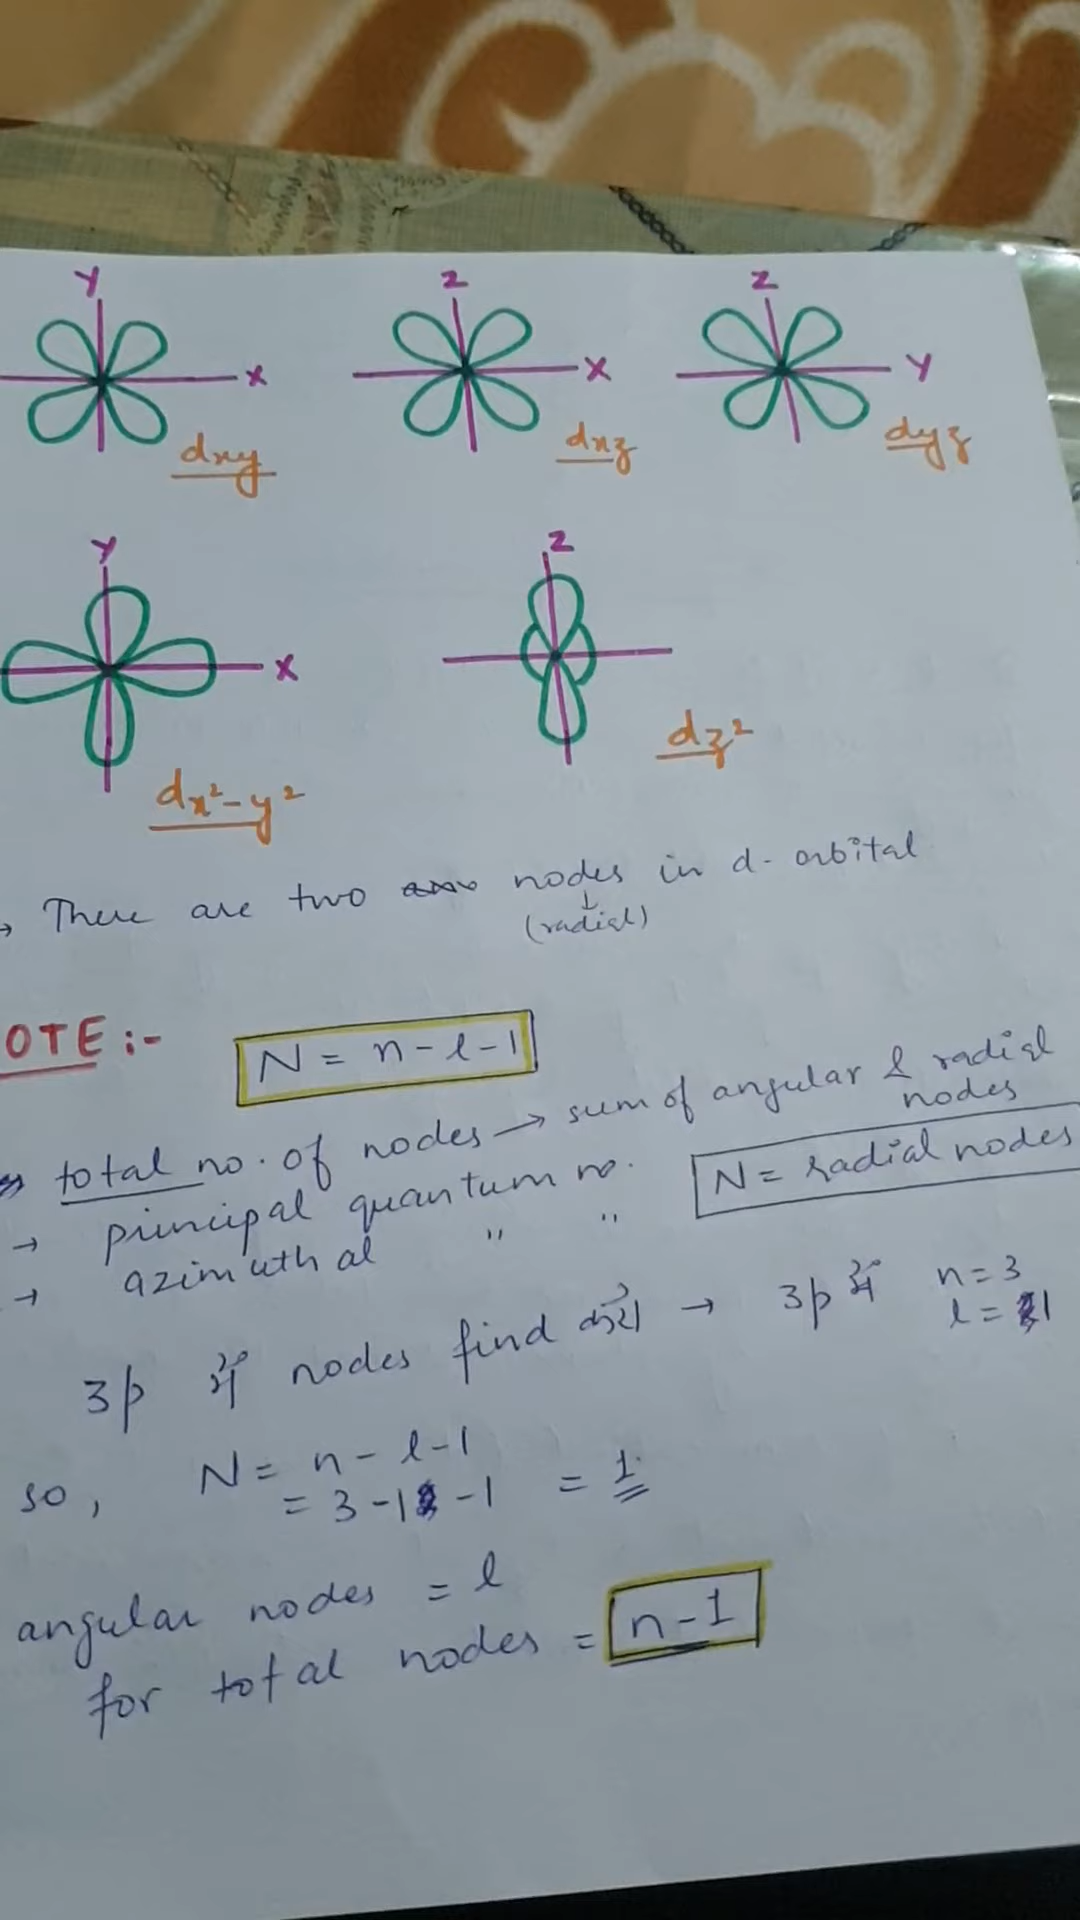 Y
Z
Z
X
X
Y
dxy
dxz
dyz
Y
Z
X
dx²-y²
dz²
→ There are two nodes in d-orbital
↓
(radial)
OTE :-
N = n-l-1
total no. of nodes → sum of angular & radial nodes
→ principal quantum no.
N = radial nodes
→ azimuthal " "
3p में nodes find करो → 3p में n=3
l = 1
so, N = n-l-1
= 3-1-1 = 1
angular nodes = l
for total nodes = n-1